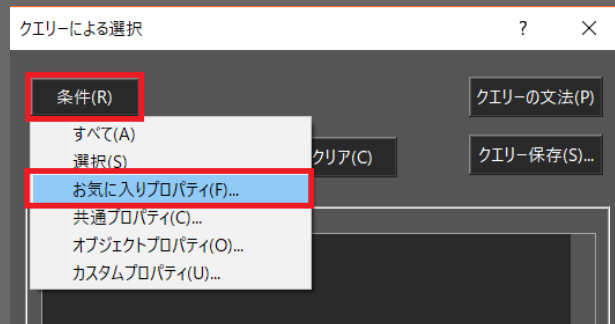 クエリーによる選択 ?
条件(R)
クエリーの文法(P)
すべて(A)
選択(S)
クリア(C)
クエリー保存(S)...
お気に入りプロパティ(F)...
共通プロパティ(C)...
オブジェクトプロパティ(O)...
カスタムプロパティ(U)...